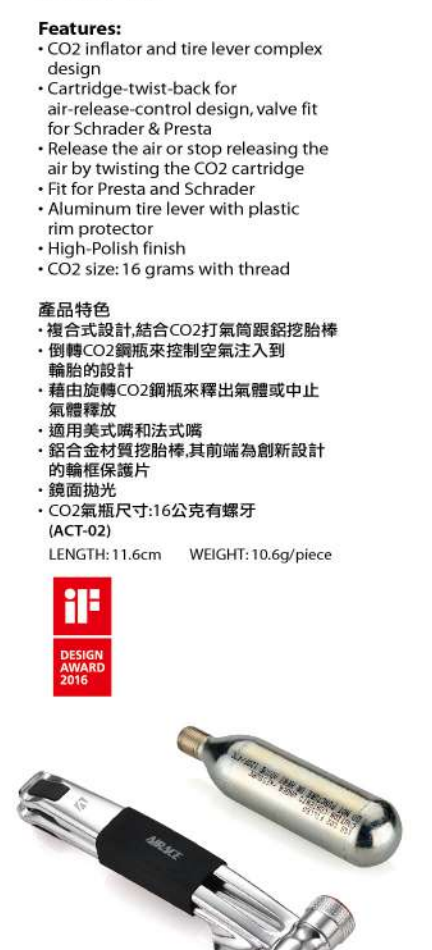 Features:
• CO2 inflator and tire lever complex
design
• Cartridge-twist-back for
air-release-control design, valve fit
for Schrader & Presta
• Release the air or stop releasing the
air by twisting the CO2 cartridge
• Fit for Presta and Schrader
• Aluminum tire lever with plastic
rim protector
• High-Polish finish
• CO2 size: 16 grams with thread
產品特色
• 複合式設計,結合CO2打氣筒跟鋁挖胎棒
• 倒轉CO2鋼瓶來控制空氣注入到
輪胎的設計
• 藉由旋轉CO2鋼瓶來釋出氣體或中止
氣體釋放
• 適用美式嘴和法式嘴
• 鋁合金材質挖胎棒,其前端為創新設計
的輪框保護片
• 鏡面拋光
• CO2氣瓶尺寸:16公克有螺牙
(ACT-02)
LENGTH: 11.6cm WEIGHT: 10.6g/piece
iF
DESIGN
AWARD
2016
AIRACE